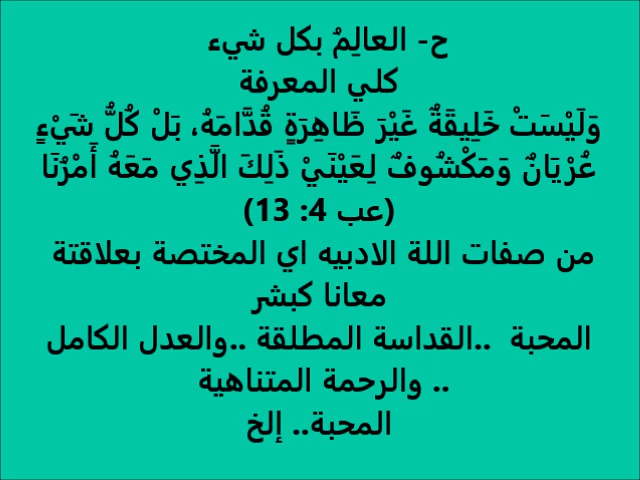 ح- العالِمُ بكل شيء
كلي المعرفة
وَلَيْسَتْ خَلِيقَةٌ غَيْرَ ظَاهِرَةٍ قُدَّامَهُ، بَلْ كُلُّ شَيْءٍ
عُرْيَانٌ وَمَكْشُوفٌ لِعَيْنَيْ ذَلِكَ الَّذِي مَعَهُ أَمْرُنَا
(عب 4: 13)
من صفات اللة الادبيه اي المختصة بعلاقتة
معانا كبشر
المحبة ..القداسة المطلقة ..والعدل الكامل
.. والرحمة المتناهية
المحبة.. إلخ